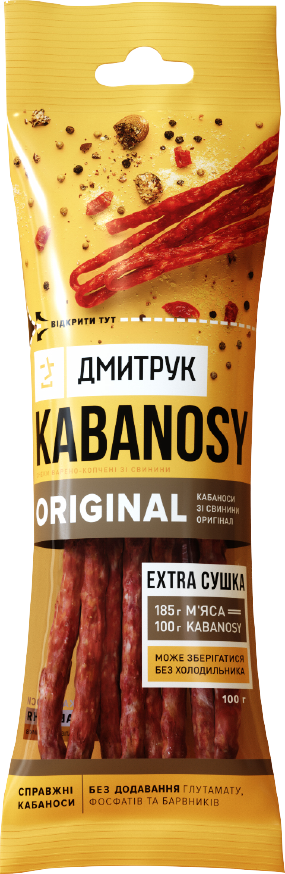 ВІДКРИТИ ТУТ
ДМИТРУК
KABANOSY
ORIGINAL
КАБАНОСИ
ЗІ СВИНИНИ
ОРИГІНАЛ
EXTRA СУШКА
185 г М'ЯСА =
100 г KABANOSY
МОЖЕ ЗБЕРІГАТИСЯ
БЕЗ ХОЛОДИЛЬНИКА
100 г
СПРАВЖНІ
КАБАНОСИ
БЕЗ ДОДАВАННЯ ГЛУТАМАТУ,
ФОСФАТІВ ТА БАРВНИКІВ